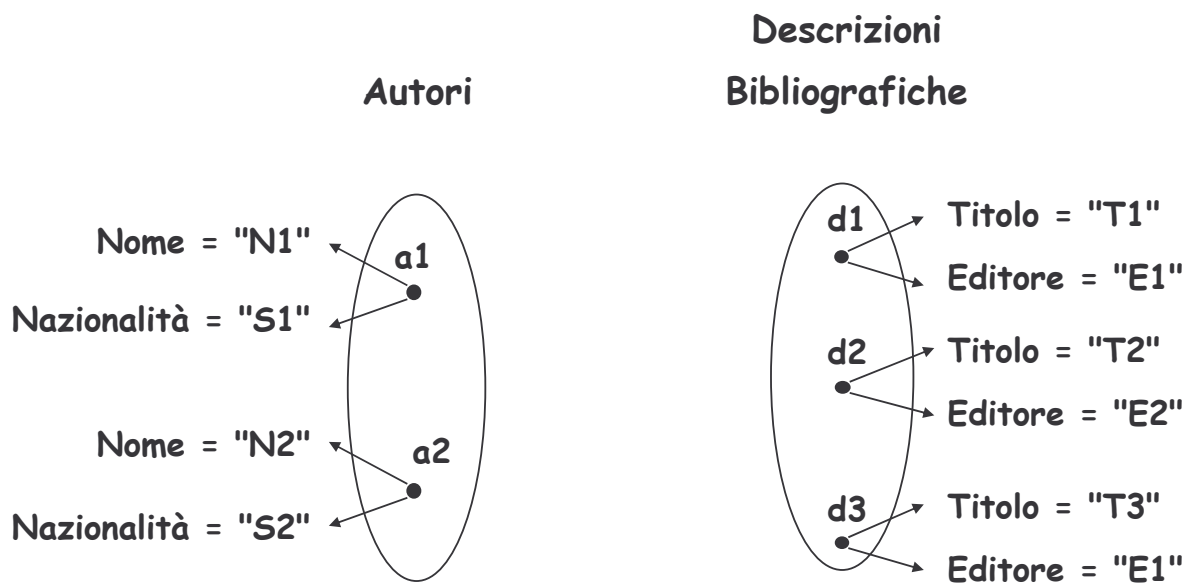 Descrizioni
Autori
Bibliografiche
Nome = "N1"
a1
Nazionalità = "S1"
Nome = "N2"
a2
Nazionalità = "S2"
d1
Titolo = "T1"
Editore = "E1"
d2
Titolo = "T2"
Editore = "E2"
d3
Titolo = "T3"
Editore = "E1"